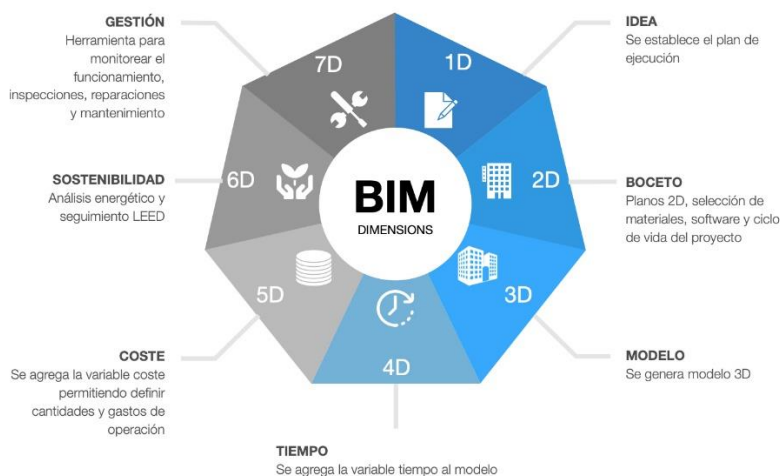 GESTIÓN
Herramienta para
monitorear el
funcionamiento,
inspecciones, reparaciones
y mantenimiento
7D
1D
IDEA
Se establece el plan de
ejecución
SOSTENIBILIDAD
Análisis energético y
seguimiento LEED
6D
BIM
DIMENSIONS
2D
BOCETO
Planos 2D, selección de
materiales, software y ciclo
de vida del proyecto
5D
3D
COSTE
Se agrega la variable coste
permitiendo definir
cantidades y gastos de
operación
4D
MODELO
Se genera modelo 3D
TIEMPO
Se agrega la variable tiempo al modelo